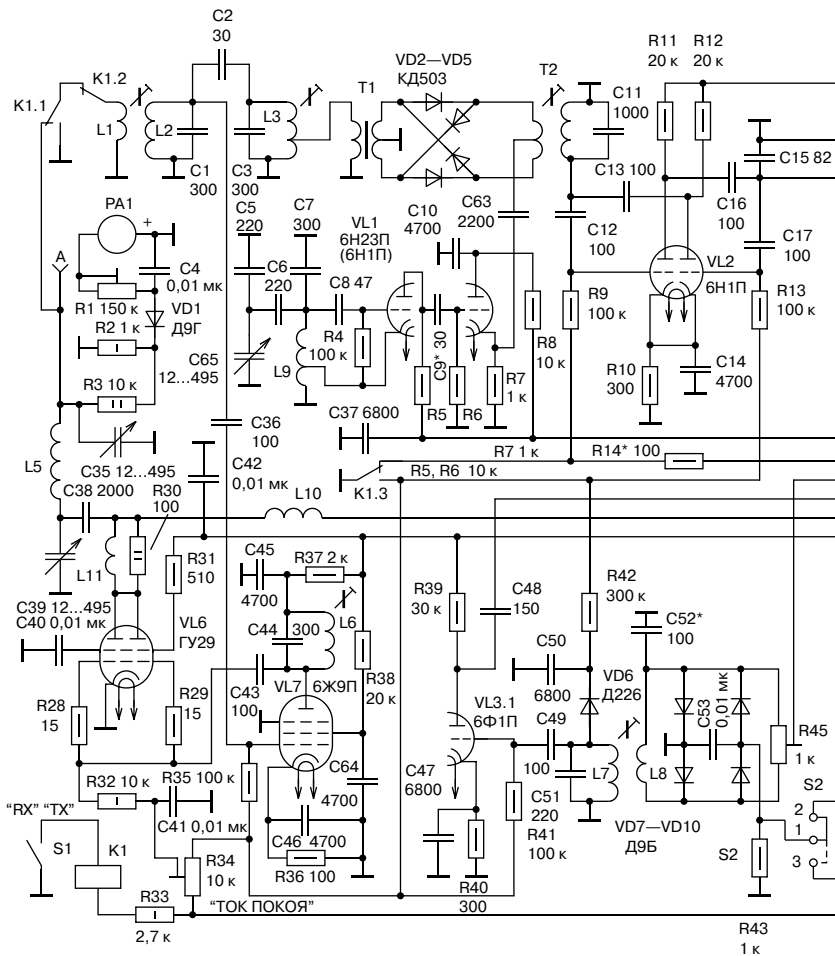 C2
30
K1.2
K1.1
L1
L2
L3
T1
VD2—VD5
КД503
T2
R11
20 к
R12
20 к
C11
1000
C1
300
C3
300
C13 100
C15 82
C16
100
PA1
+
A
C4
0,01 мк
R1 150 к
VD1
Д9Г
R2 1 к
R3 10 к
C5
220
C7
300
C6
220
VL1
6Н23П
(6Н1П)
C10
4700
C63
2200
C12
100
C17
100
VL2
6Н1П
C8 47
R4
100 к
C65
12...495
L9
C9* 30
R8
10 к
R9
100 к
R13
100 к
R7
1 к
R5
R6
R10
300
C14
4700
C36
100
C37 6800
R7 1 к
R14* 100
L5
C35 12...495
C42
0,01 мк
R5, R6 10 к
K1.3
C38 2000
R30
100
L10
L11
R31
510
C45
4700
R37 2 к
R39
30 к
C48
150
R42
300 к
C39 12...495
C40 0,01 мк
VL6
ГУ29
C44
300
L6
C52*
100
C50
6800
R38
20 к
VD6
Д226
R28
15
R29
15
C43
100
VL7
6Ж9П
VL3.1
6Ф1П
C49
100
C53
0,01 мк
R45
1 к
C64
4700
C47
6800
L7
L8
C51
220
R32 10 к
R35 100 к
C41 0,01 мк
C46 4700
R41
100 к
VD7—VD10
Д9Б
S2
2
1
3
S2
“RX” “TX”
S1
K1
R34
10 к
R36 100
R40
300
R33
2,7 к
“ТОК ПОКОЯ”
R43
1 к